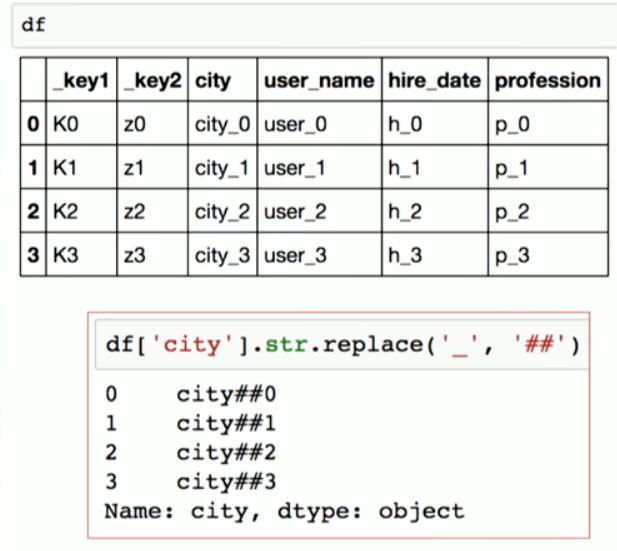 df
_key1 _key2 city user_name hire_date profession
0 K0 z0 city_0 user_0 h_0 p_0
1 K1 z1 city_1 user_1 h_1 p_1
2 K2 z2 city_2 user_2 h_2 p_2
3 K3 z3 city_3 user_3 h_3 p_3
df['city'].str.replace('_', '##')
0 city##0
1 city##1
2 city##2
3 city##3
Name: city, dtype: object